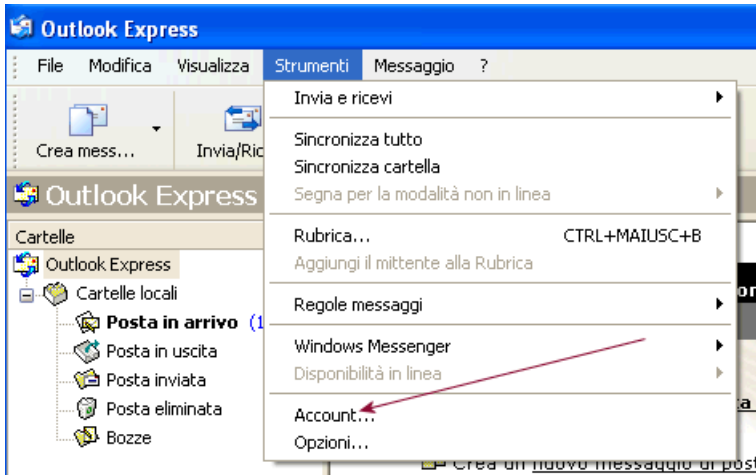 Outlook Express
File Modifica Visualizza Strumenti Messaggio ?
Crea mess... Invia/Ric
Outlook Express
Cartelle
Outlook Express
Cartelle locali
Posta in arrivo (1
Posta in uscita
Posta inviata
Posta eliminata
Bozze
Invia e ricevi
Sincronizza tutto
Sincronizza cartella
Segna per la modalità non in linea
Rubrica... CTRL+MAIUSC+B
Aggiungi il mittente alla Rubrica
Regole messaggi
Windows Messenger
Disponibilità in linea
Account...
Opzioni...
Crea un nuovo messaggio di post